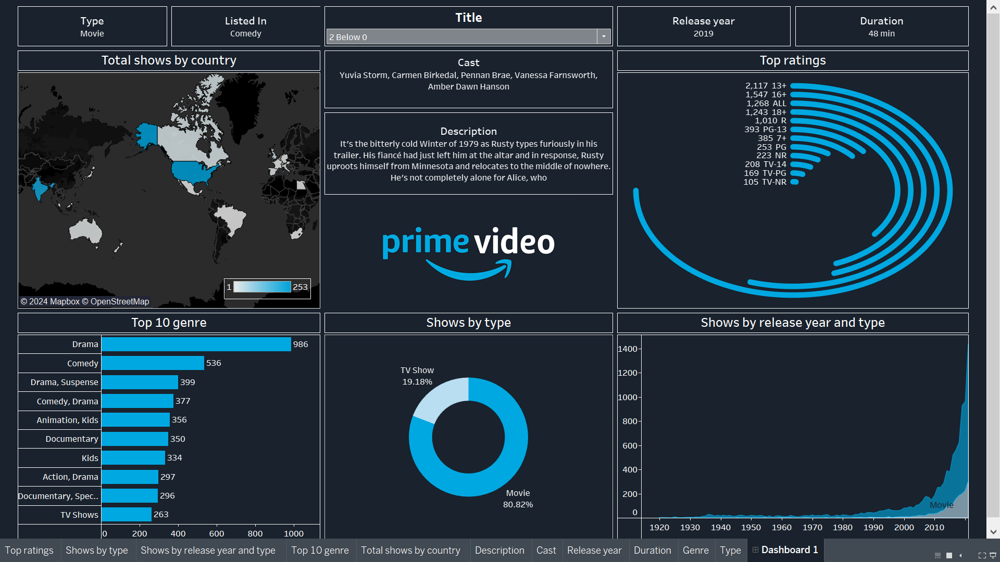 Type
Movie
Listed In
Comedy
Title
2 Below 0
Release year
2019
Duration
48 min
Total shows by country
1
253
© 2024 Mapbox © OpenStreetMap
Cast
Yuvia Storm, Carmen Birkedal, Pennan Brae, Vanessa Farnsworth,
Amber Dawn Hanson
Description
It's the bitterly cold Winter of 1979 as Rusty types furiously in his
trailer. His fiancé had just left him at the altar and in response, Rusty
uproots himself from Minnesota and relocates to the middle of nowhere.
He's not completely alone for Alice, who
prime video
Top ratings
2,117 13+
1,547 16+
1,268 ALL
1,243 18+
1,010 R
393 PG-13
385 7+
253 PG
223 NR
208 TV-14
169 TV-PG
105 TV-NR
Top 10 genre
Drama 986
Comedy 536
Drama, Suspense 399
Comedy, Drama 377
Animation, Kids 356
Documentary 350
Kids 334
Action, Drama 297
Documentary, Spec.. 296
TV Shows 263
0 200 400 600 800 1000
Shows by type
TV Show
19.18%
Movie
80.82%
Shows by release year and type
1400
1200
1000
800
600
400
200
0
Movie
1920 1930 1940 1950 1960 1970 1980 1990 2000 2010
Top ratings
Shows by type
Shows by release year and type
Top 10 genre
Total shows by country
Description
Cast
Release year
Duration
Genre
Type
Dashboard 1